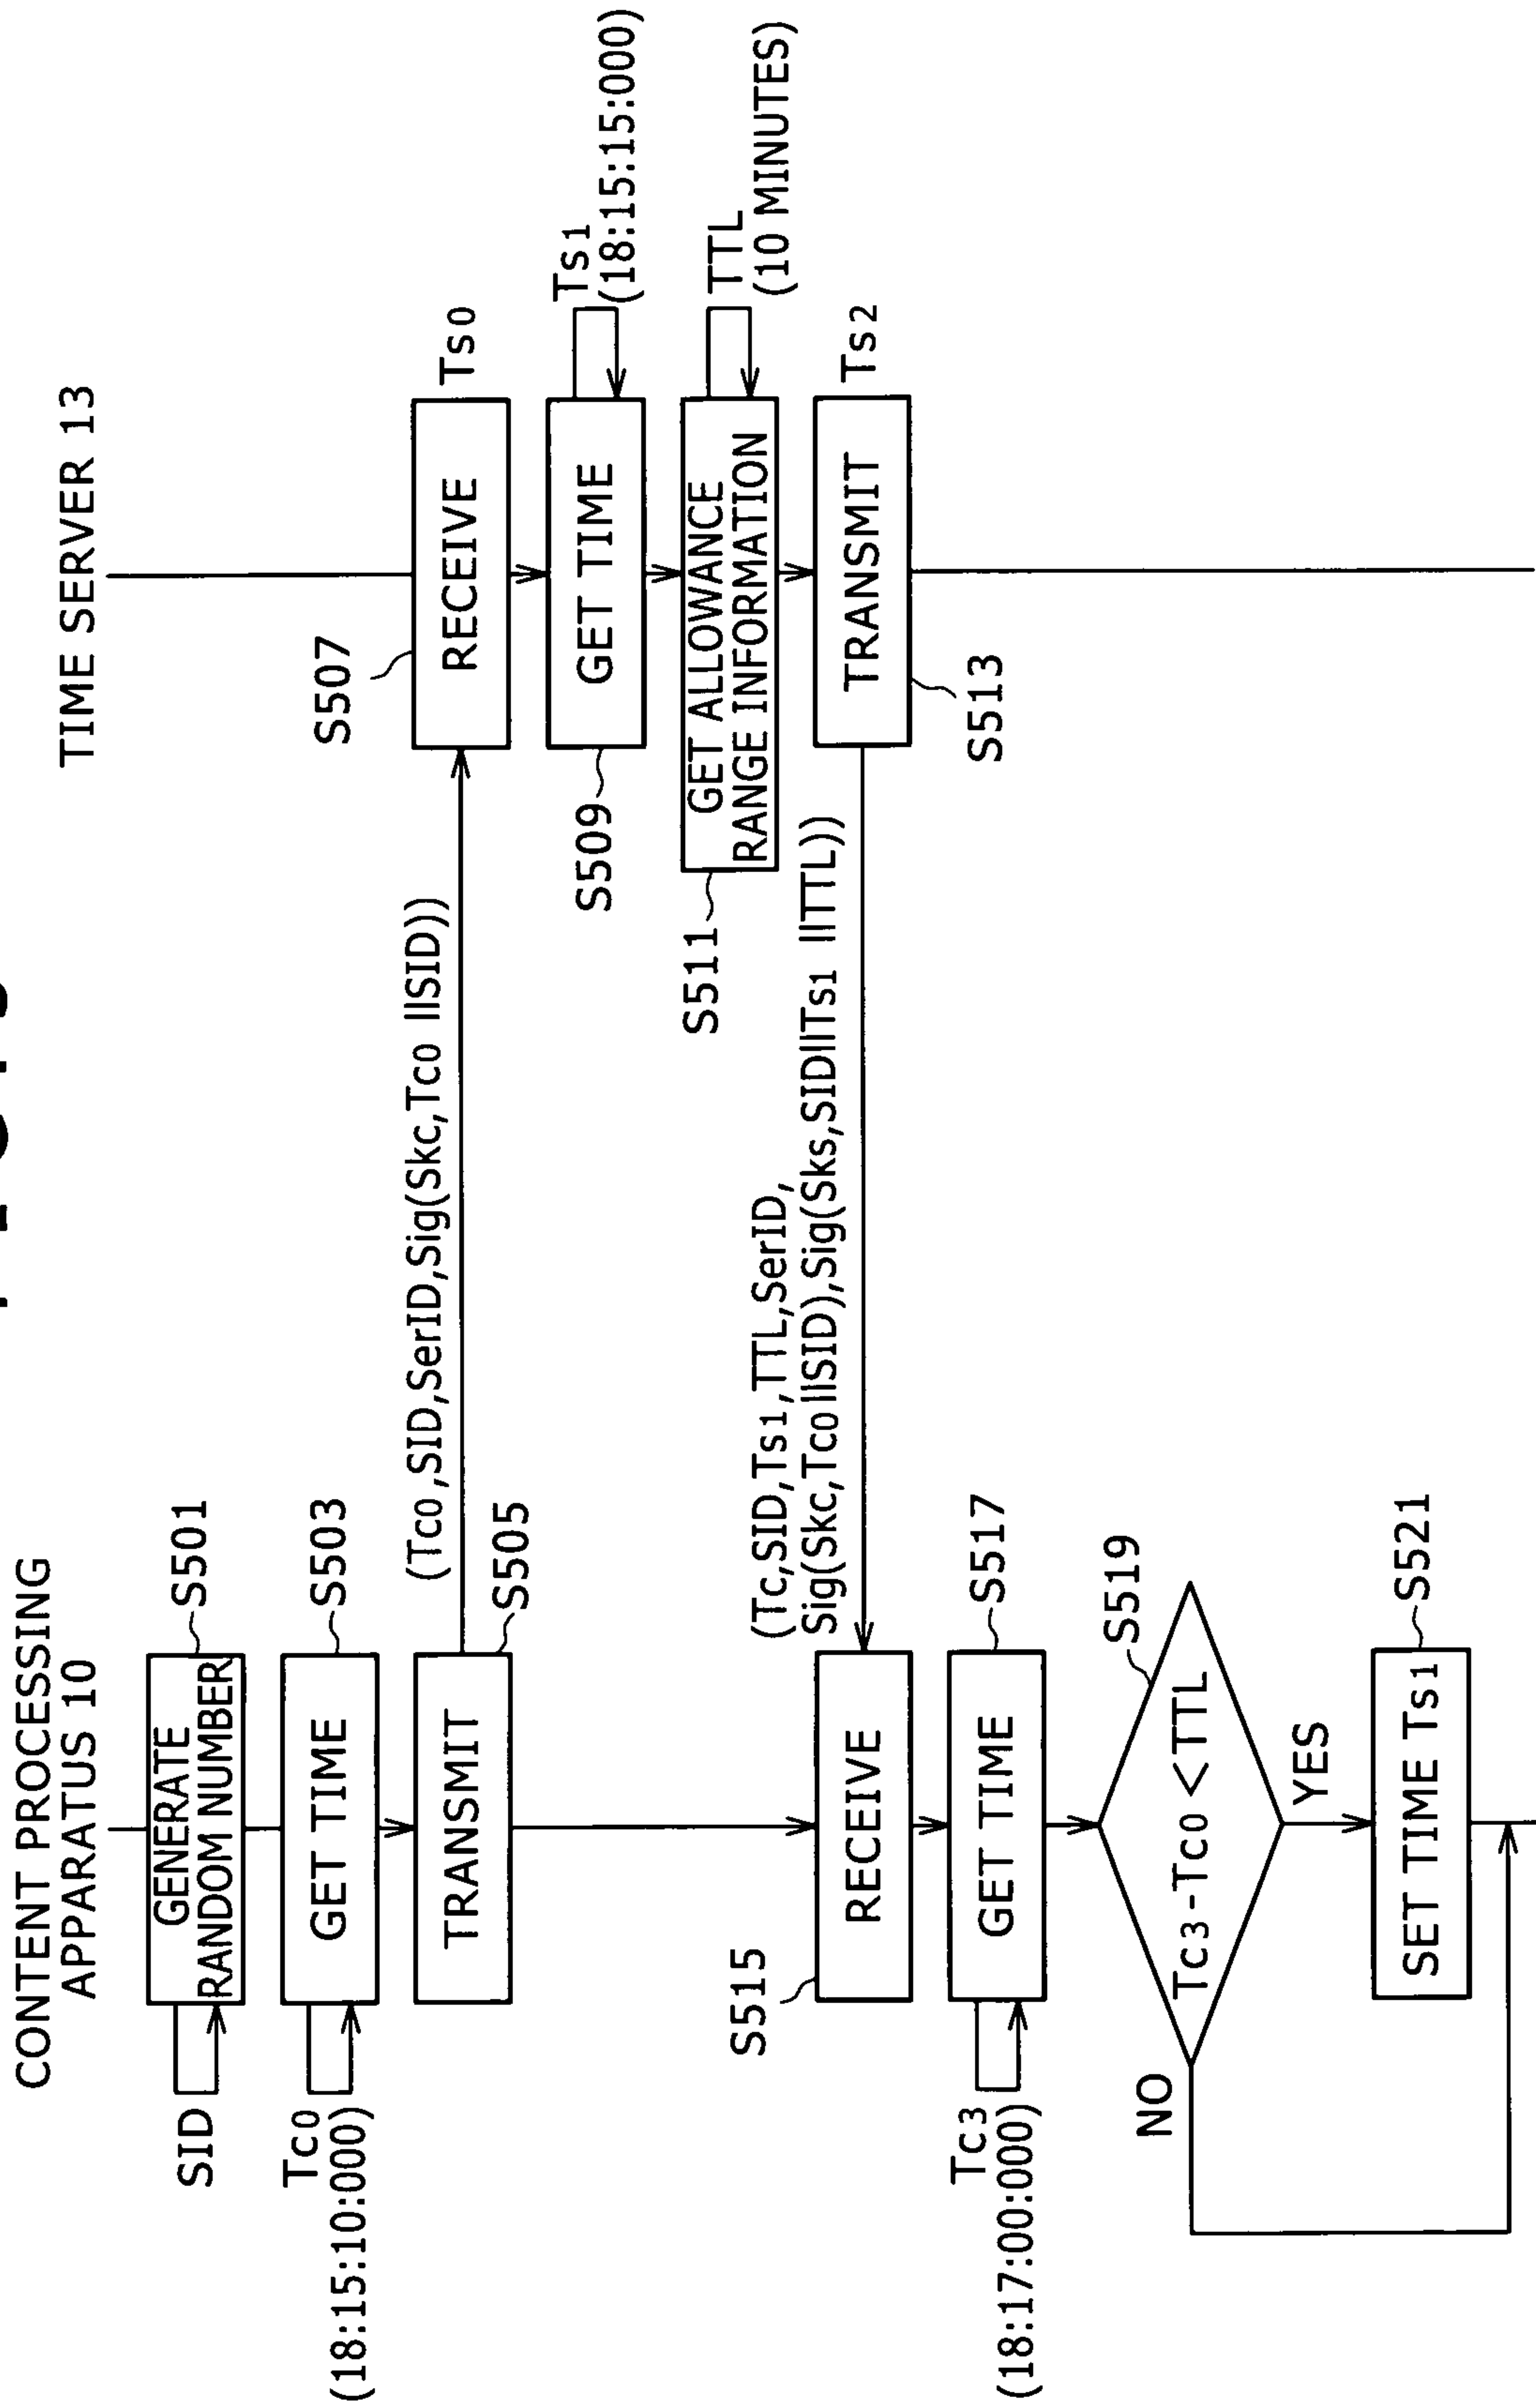 CONTENT PROCESSING
APPARATUS 10
TIME SERVER 13
SID
GENERATE
RANDOM NUMBER
S501
Tc0
(18:15:10:000)
GET TIME
S503
TRANSMIT
S505
(Tc0,SID,SerID,Sig(Skc,Tc0 ||SID))
S507
RECEIVE
Ts0
S509
GET TIME
Ts1
(18:15:15:000)
S511
GET ALLOWANCE
RANGE INFORMATION
TTL
(10 MINUTES)
TRANSMIT
Ts2
S513
(Tc,SID,Ts1,TTL,SerID,
Sig(Skc,Tc0||SID),Sig(Sks,SID||Ts1 ||TTL))
S515
RECEIVE
Tc3
(18:17:00:000)
GET TIME
S517
S519
Tc3-Tc0 <TTL
NO
YES
SET TIME Ts1
S521